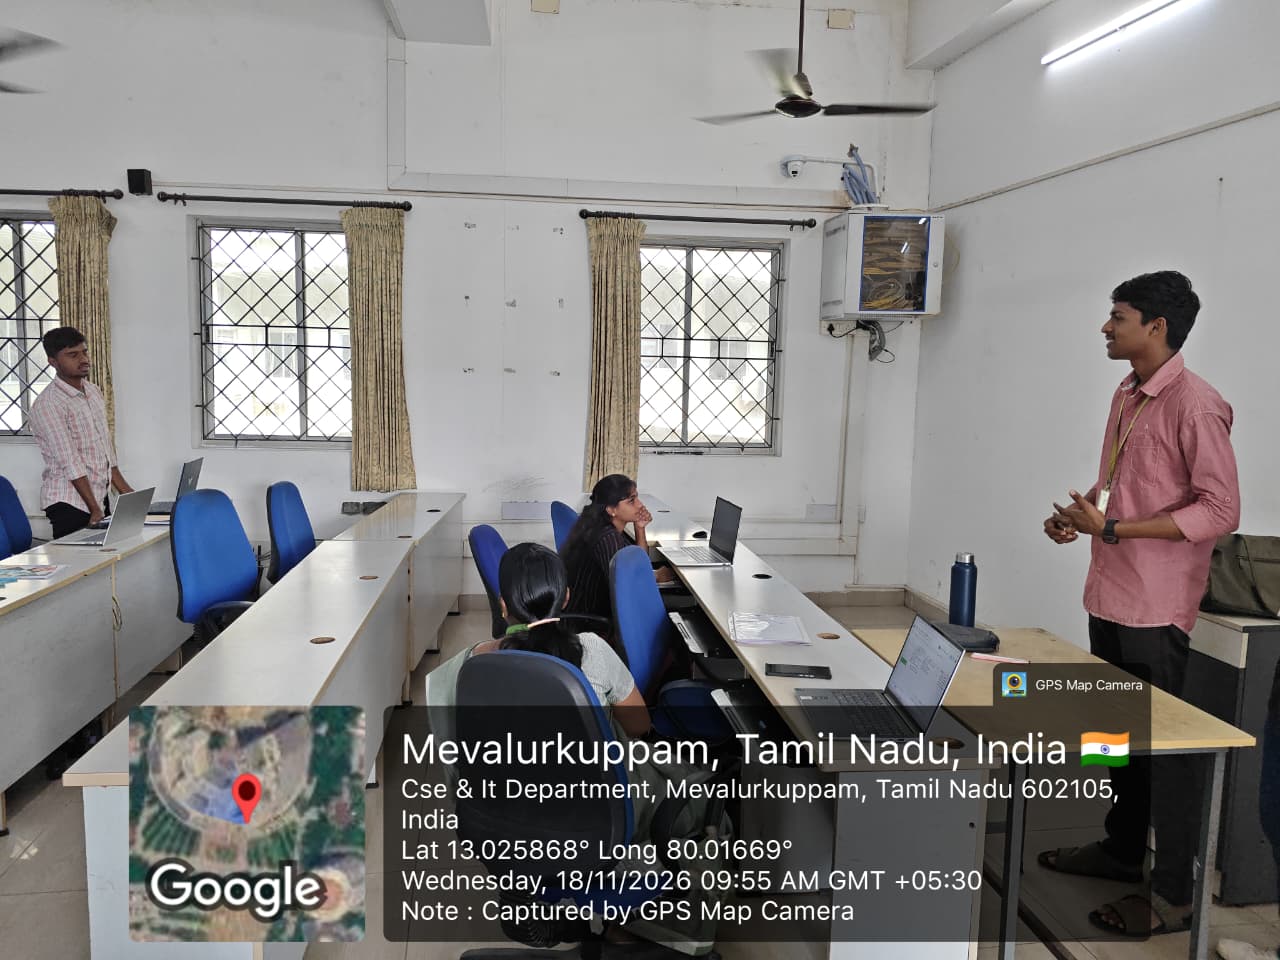 GPS Map Camera
Mevalurkuppam, Tamil Nadu, India
Cse & It Department, Mevalurkuppam, Tamil Nadu 602105,
India
Lat 13.025868° Long 80.01669°
Wednesday, 18/11/2026 09:55 AM GMT +05:30
Note : Captured by GPS Map Camera
Google